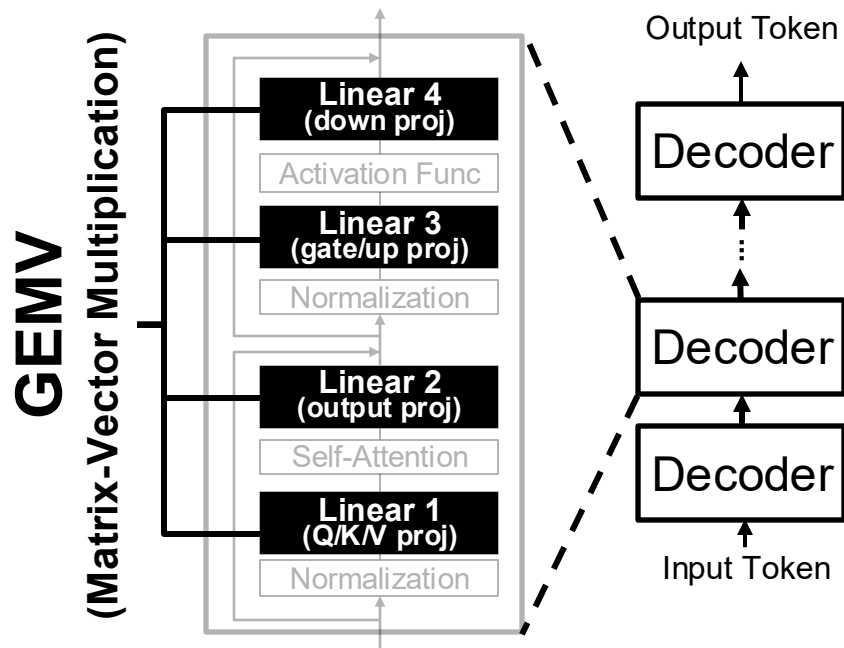 GEMV
(Matrix-Vector Multiplication)
Linear 4
(down proj)
Activation Func
Linear 3
(gate/up proj)
Normalization
Linear 2
(output proj)
Self-Attention
Linear 1
(Q/K/V proj)
Normalization
Output Token
Decoder
...
Decoder
Decoder
Input Token